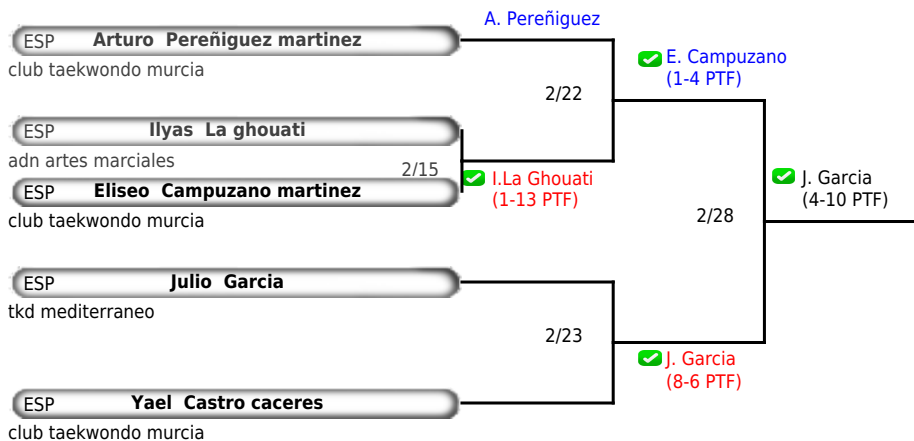 A. Pereñiguez
ESP Arturo Pereñiguez martinez
club taekwondo murcia
E. Campuzano
(1-4 PTF)
2/22
ESP Ilyas La ghouati
adn artes marciales
2/15
I.La Ghouati
(1-13 PTF)
ESP Eliseo Campuzano martinez
club taekwondo murcia
J. Garcia
(4-10 PTF)
2/28
ESP Julio Garcia
tkd mediterraneo
2/23
J. Garcia
(8-6 PTF)
ESP Yael Castro caceres
club taekwondo murcia